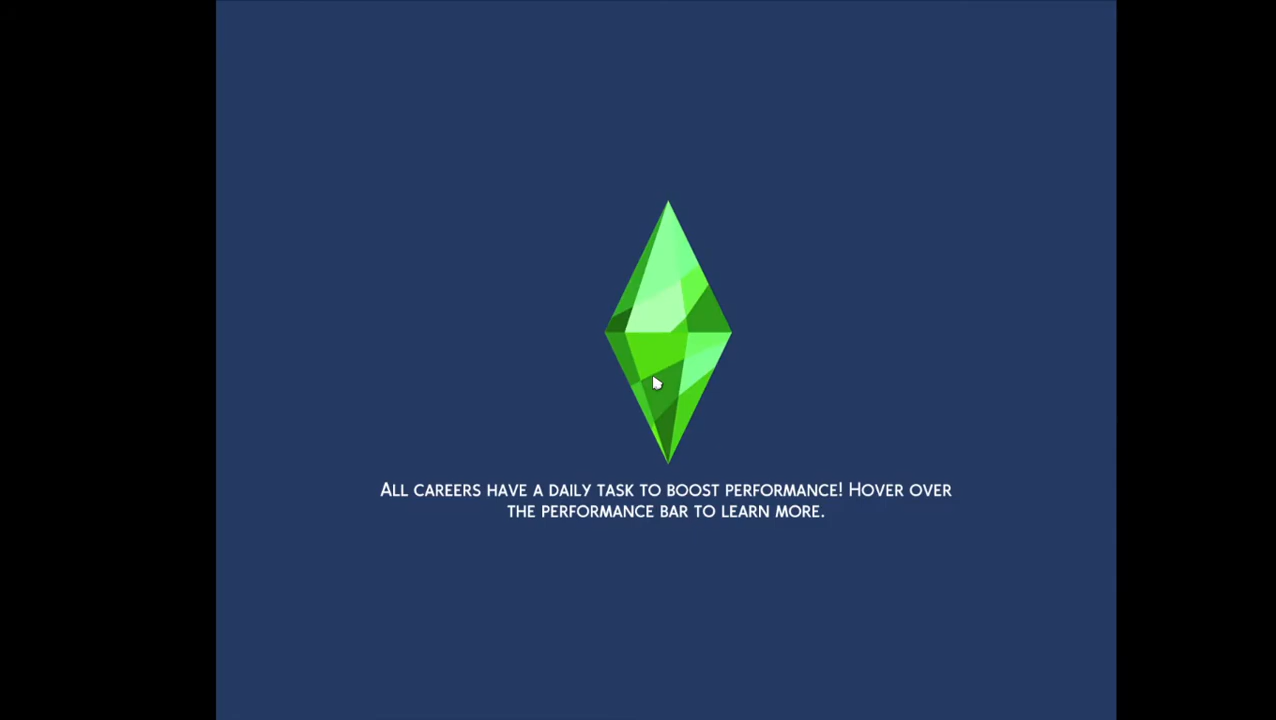 All careers have a daily task to boost performance! Hover over
the performance bar to learn more.